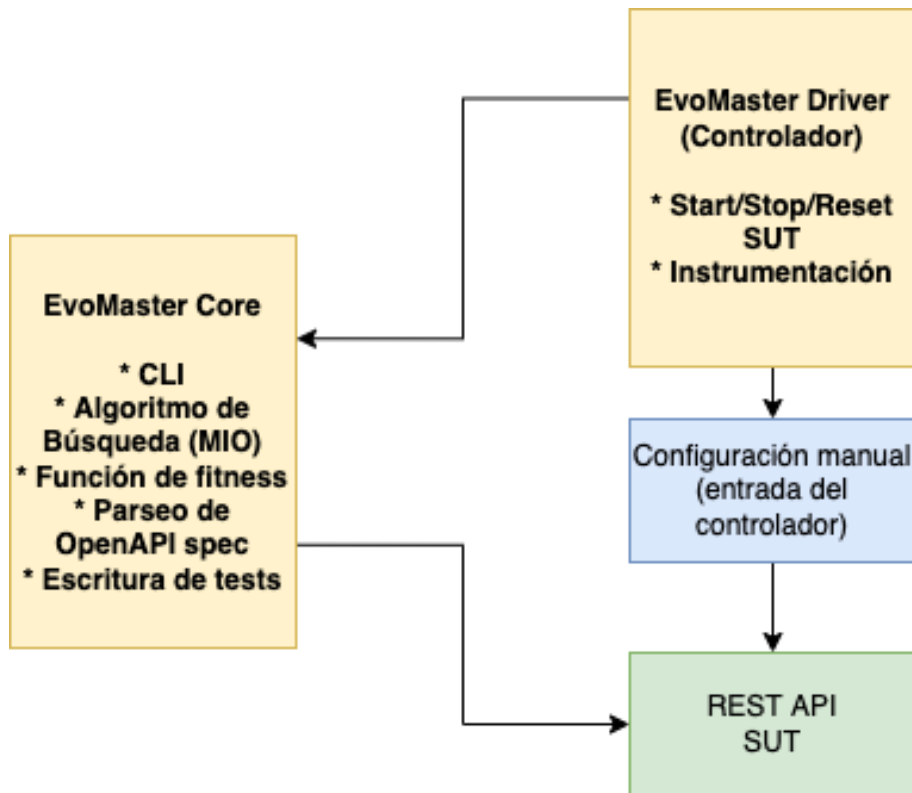 EvoMaster Driver
(Controlador)
* Start/Stop/Reset
SUT
* Instrumentación
EvoMaster Core
* CLI
* Algoritmo de
Búsqueda (MIO)
* Función de fitness
* Parseo de
OpenAPI spec
* Escritura de tests
Configuración manual
(entrada del
controlador)
REST API
SUT